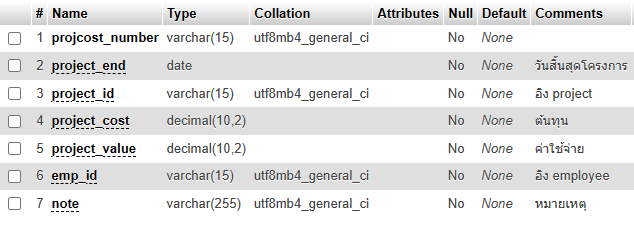 # Name Type Collation Attributes Null Default Comments
1 projcost_number varchar(15) utf8mb4_general_ci No None
2 project_end date No None วันสิ้นสุดโครงการ
3 project_id varchar(15) utf8mb4_general_ci No None อิง project
4 project_cost decimal(10,2) No None ต้นทุน
5 project_value decimal(10,2) No None ค่าใช้จ่าย
6 emp_id varchar(15) utf8mb4_general_ci No None อิง employee
7 note varchar(255) utf8mb4_general_ci No None หมายเหตุ